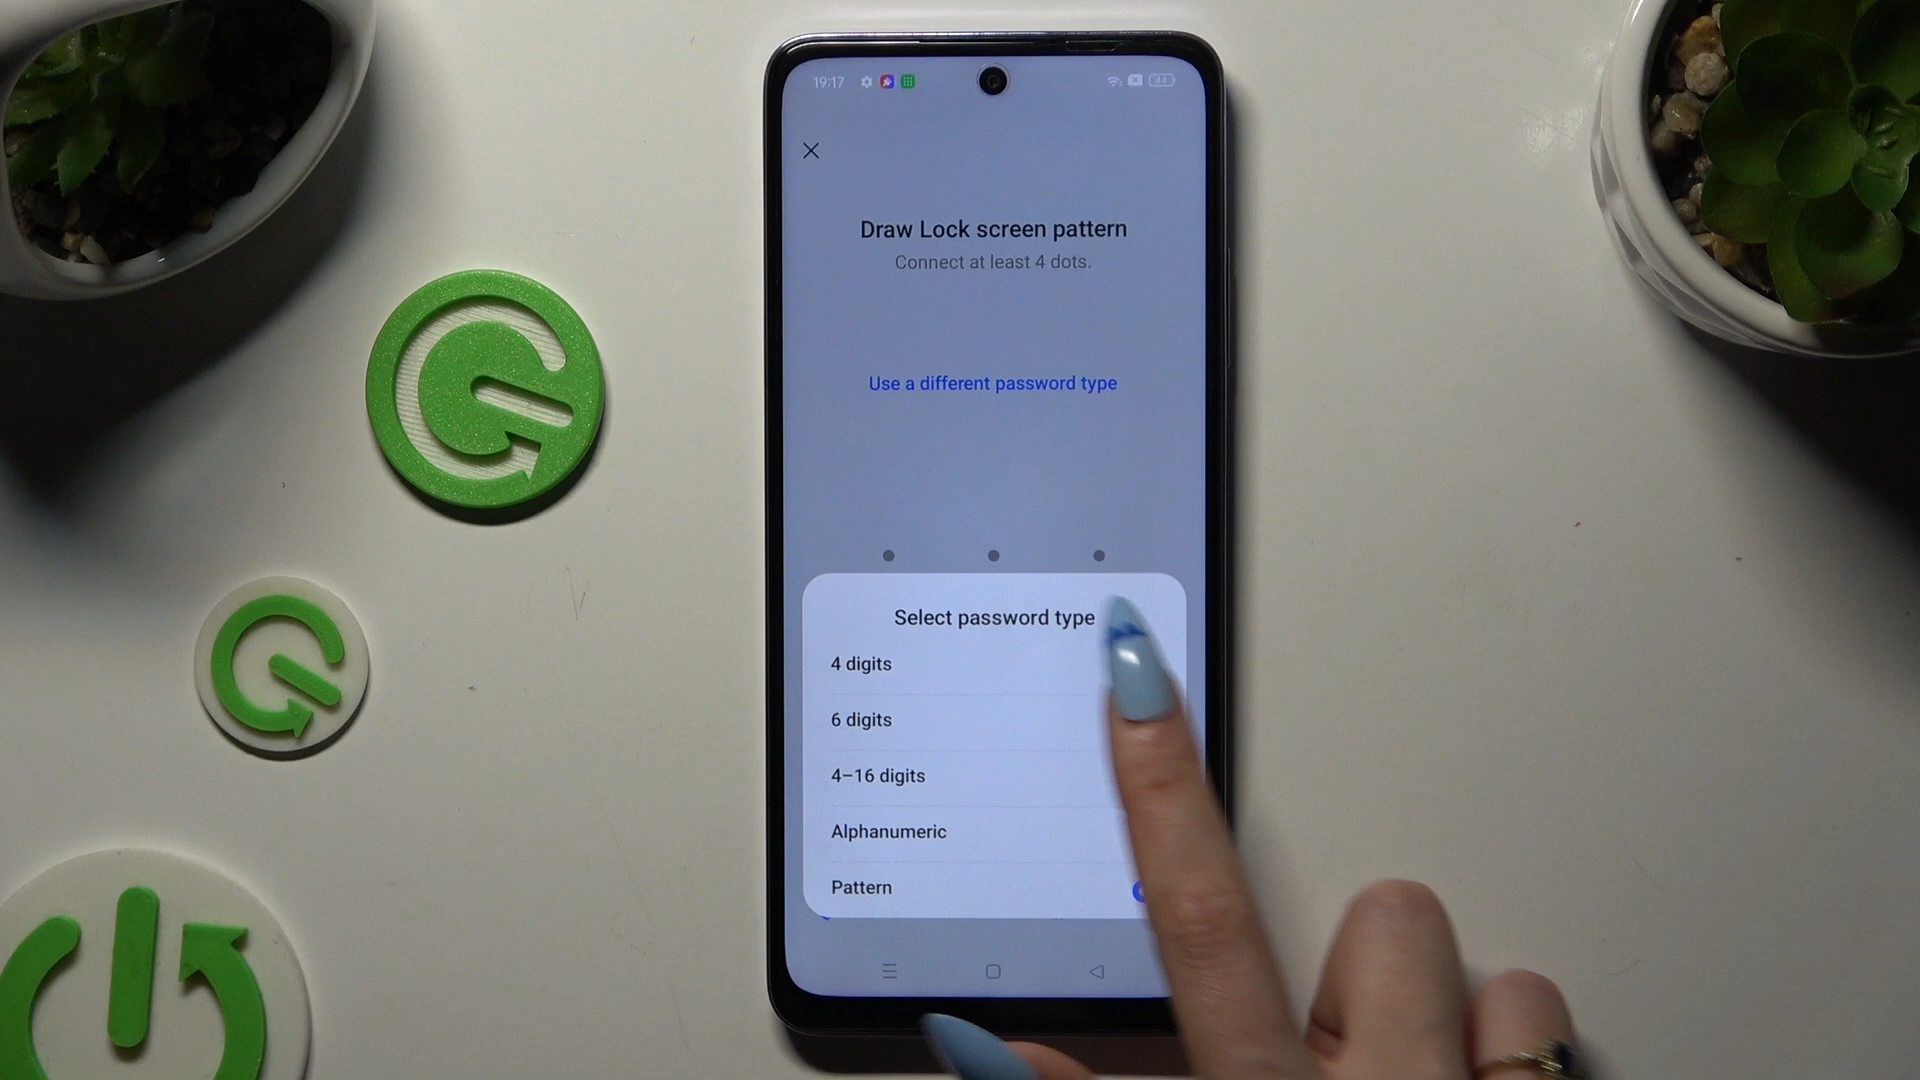 19:17
44
Draw Lock screen pattern
Connect at least 4 dots.
Use a different password type
Select password type
4 digits
6 digits
4–16 digits
Alphanumeric
Pattern